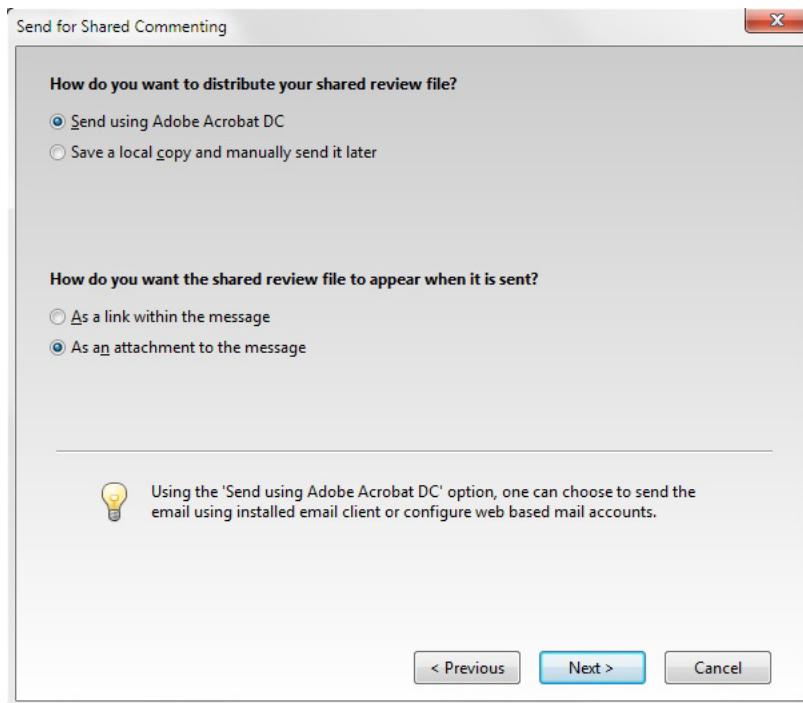 Send for Shared Commenting
How do you want to distribute your shared review file?
Send using Adobe Acrobat DC
Save a local copy and manually send it later
How do you want the shared review file to appear when it is sent?
As a link within the message
As an attachment to the message
Using the 'Send using Adobe Acrobat DC' option, one can choose to send the
email using installed email client or configure web based mail accounts.
< Previous Next > Cancel